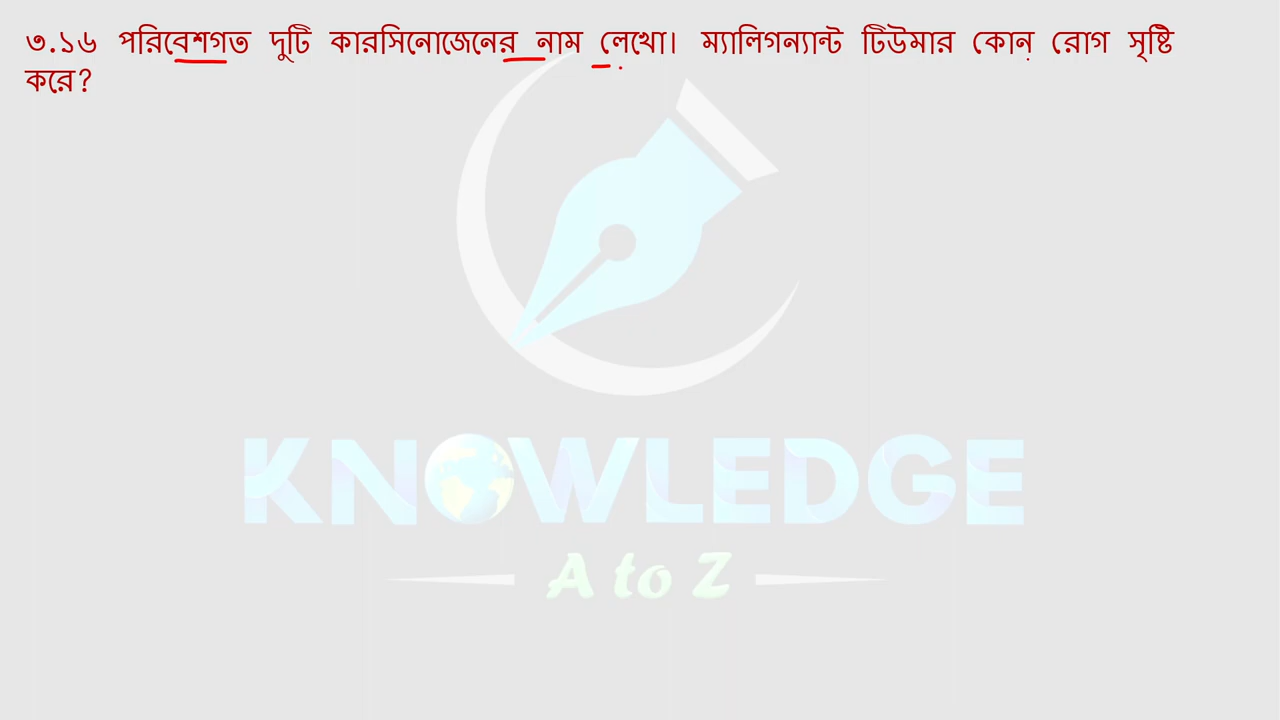 ৩.১৬ পরিবেশগত দুটি কারসিনোজেনের নাম লেখো। ম্যালিগন্যান্ট টিউমার কোন রোগ সৃষ্টি
করে?
KNOWLEDGE
A to Z